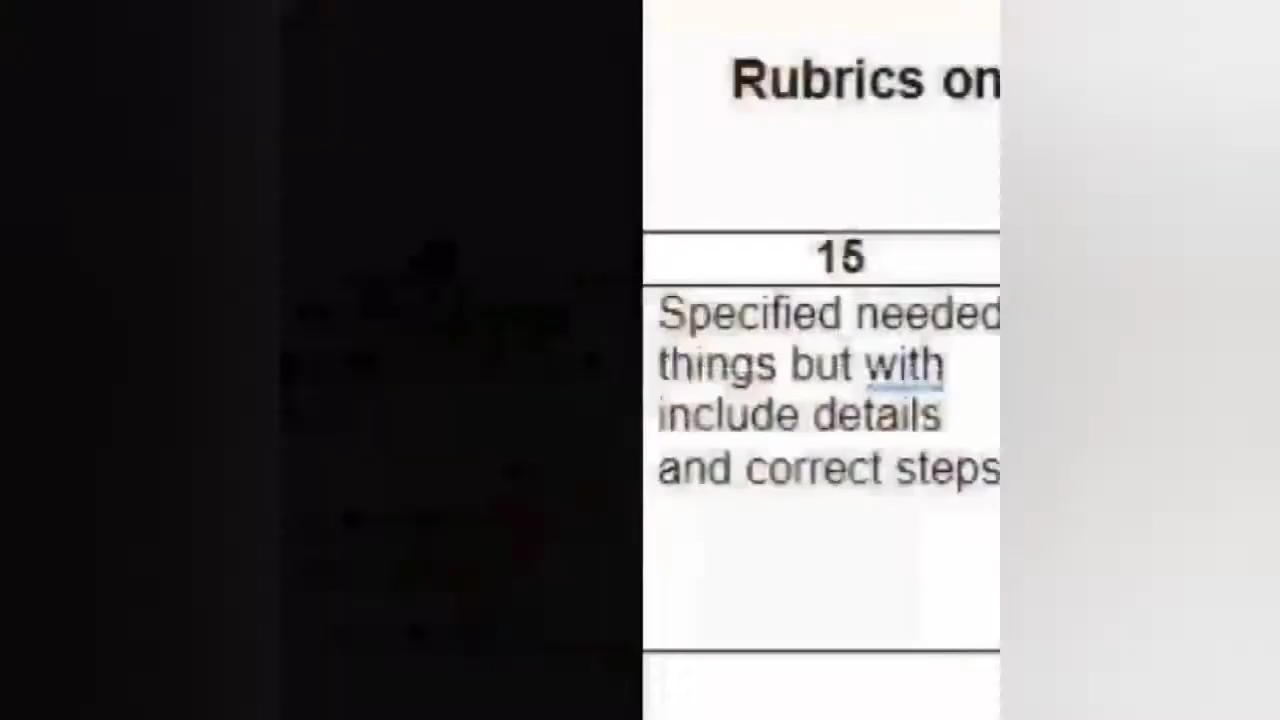 Rubrics on
15
Specified needed
things but with
include details
and correct steps